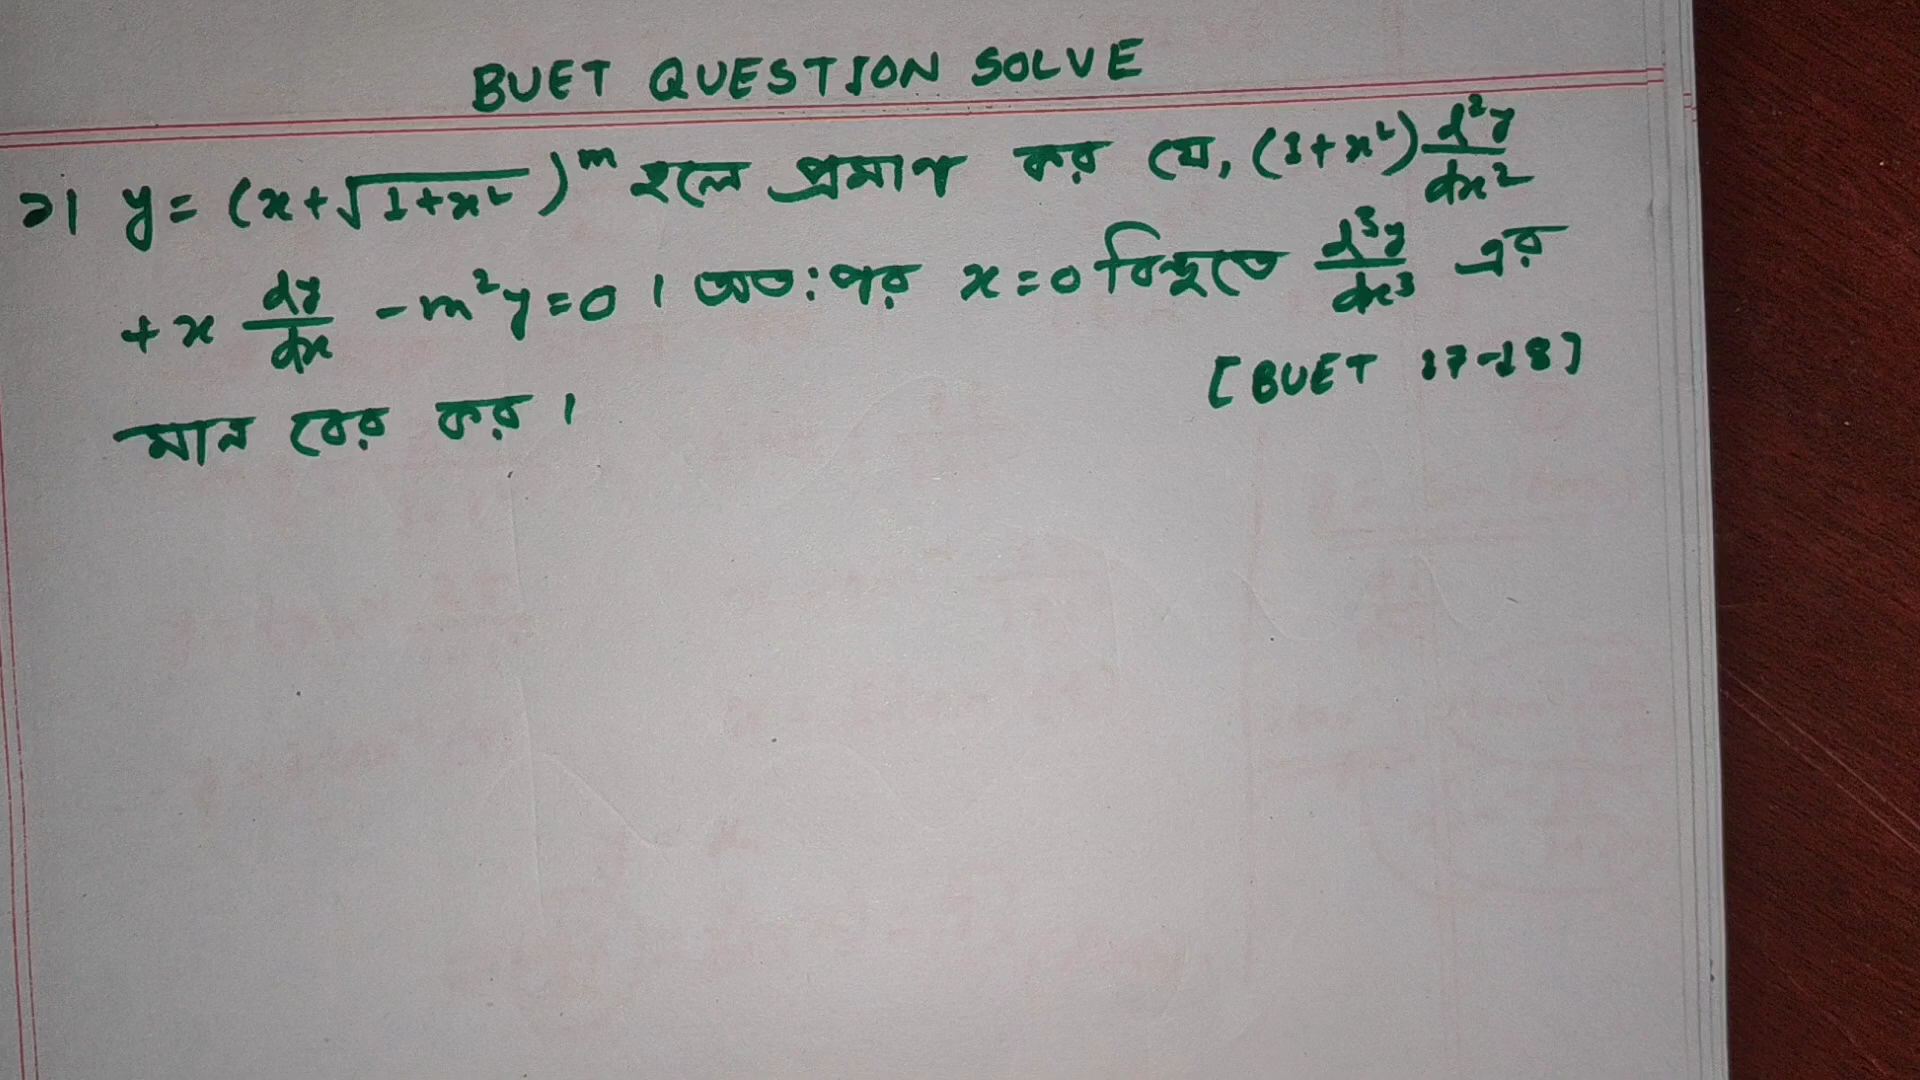 BUET QUESTION SOLVE
১। y = (x+√1+x²)ᵐ হলে প্রমাণ কর যে, (1+x²) d²y/dx²
+ x dy/dx - m²y=0 । অত:পর x=0 বিন্দুতে d³y/dx³ এর
মান বের কর ।
[BUET 17-18]